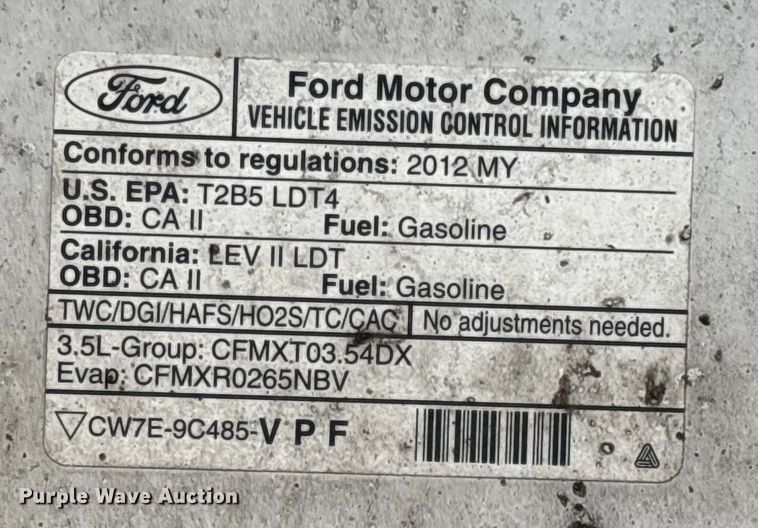 Ford
Ford Motor Company
VEHICLE EMISSION CONTROL INFORMATION
Conforms to regulations: 2012 MY
U.S. EPA: T2B5 LDT4
OBD: CA II Fuel: Gasoline
California: LEV II LDT
OBD: CA II Fuel: Gasoline
TWC/DGI/HAFS/HO2S/TC/CAC No adjustments needed.
3.5L-Group: CFMXT03.54DX
Evap: CFMXR0265NBV
CW7E-9C485-V P F
Purple Wave Auction